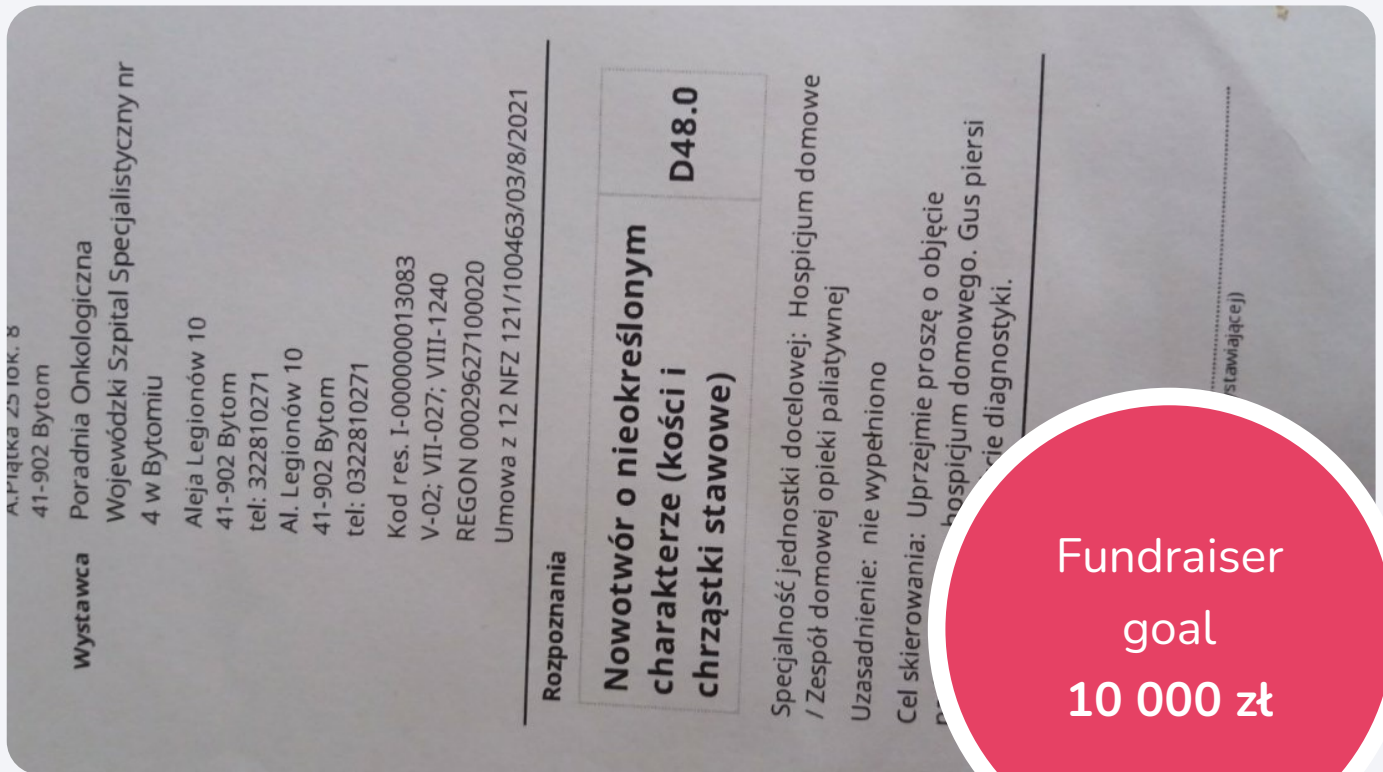 41-902 Bytom
Wystawca Poradnia Onkologiczna
Wojewódzki Szpital Specjalistyczny nr
4 w Bytomiu
Aleja Legionów 10
41-902 Bytom
tel: 322810271
Al. Legionów 10
41-902 Bytom
tel: 0322810271
Kod res. I-000000013083
V-02; VII-027; VIII-1240
REGON 00029627100020
Umowa z 12 NFZ 121/100463/03/8/2021
Rozpoznania
Nowotwór o nieokreślonym
charakterze (kości i
chrząstki stawowe)
D48.0
Specjalność jednostki docelowej: Hospicjum domowe
/ Zespół domowej opieki paliatywnej
Uzasadnienie: nie wypełniono
Cel skierowania: Uprzejmie proszę o objęcie
hospicjum domowego. Gus piersi
diagnostyki.
Fundraiser
goal
10 000 zł